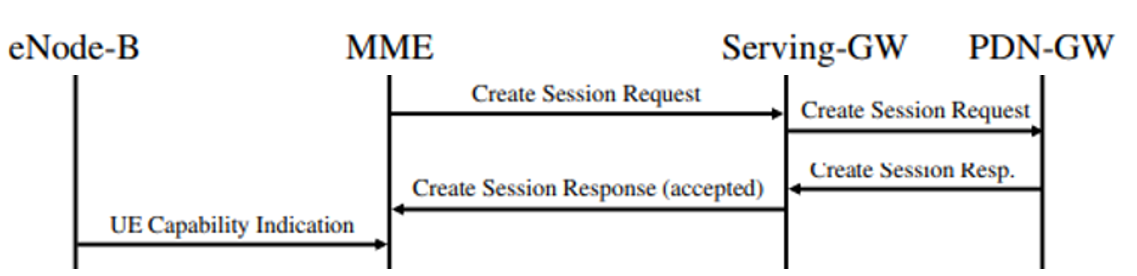 eNode-B
MME
Serving-GW
PDN-GW
Create Session Request
Create Session Request
Create Session Resp.
Create Session Response (accepted)
UE Capability Indication